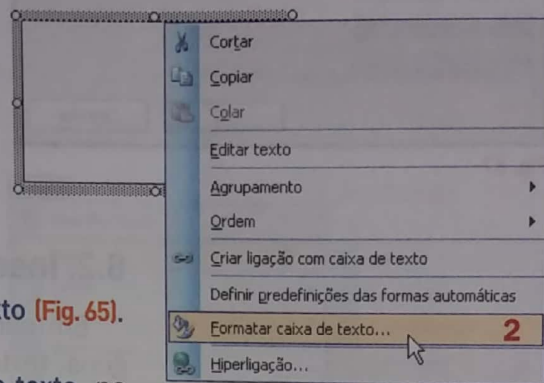 Cortar
Copiar
Colar
Editar texto
Agrupamento
Ordem
Criar ligação com caixa de texto
Definir predefinições das formas automáticas
(Fig. 65).
Formatar caixa de texto... 2
Hiperligação...